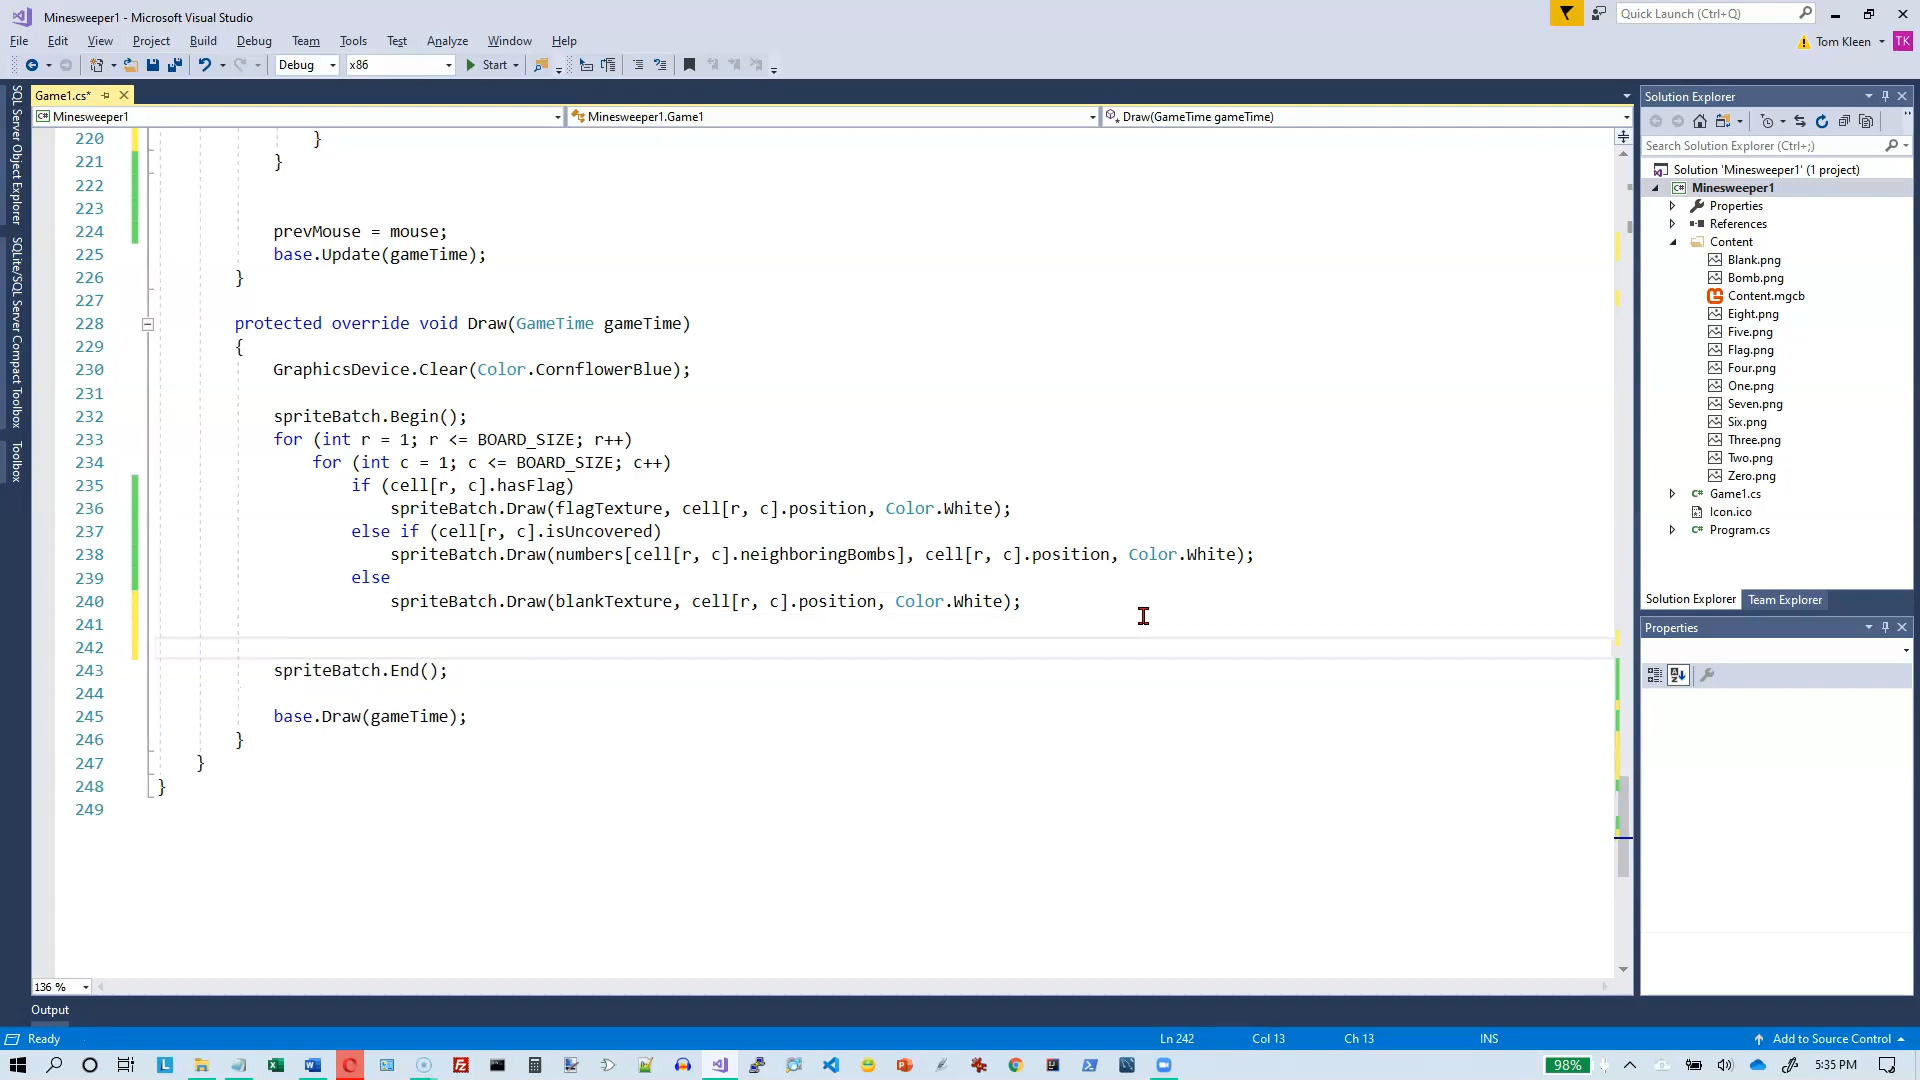 Minesweeper1 - Microsoft Visual Studio
Quick Launch (Ctrl+Q)
File Edit View Project Build Debug Team Tools Test Analyze Window Help
Tom Kleen TK
Debug x86 Start
SQL Server Object Explorer
SQLite/SQL Server Compact Toolbox
Toolbox
Game1.cs*
Minesweeper1 Minesweeper1.Game1 Draw(GameTime gameTime)
220 }
221 }
222
223
224 prevMouse = mouse;
225 base.Update(gameTime);
226 }
227
228 protected override void Draw(GameTime gameTime)
229 {
230 GraphicsDevice.Clear(Color.CornflowerBlue);
231
232 spriteBatch.Begin();
233 for (int r = 1; r <= BOARD_SIZE; r++)
234 for (int c = 1; c <= BOARD_SIZE; c++)
235 if (cell[r, c].hasFlag)
236 spriteBatch.Draw(flagTexture, cell[r, c].position, Color.White);
237 else if (cell[r, c].isUncovered)
238 spriteBatch.Draw(numbers[cell[r, c].neighboringBombs], cell[r, c].position, Color.White);
239 else
240 spriteBatch.Draw(blankTexture, cell[r, c].position, Color.White);
241
242
243 spriteBatch.End();
244
245 base.Draw(gameTime);
246 }
247 }
248 }
249
136 %
Output
Solution Explorer
Search Solution Explorer (Ctrl+;)
Solution 'Minesweeper1' (1 project)
C# Minesweeper1
Properties
References
Content
Blank.png
Bomb.png
Content.mgcb
Eight.png
Five.png
Flag.png
Four.png
One.png
Seven.png
Six.png
Three.png
Two.png
Zero.png
C# Game1.cs
Icon.ico
C# Program.cs
Solution Explorer Team Explorer
Properties
Ready Ln 242 Col 13 Ch 13 INS Add to Source Control
98% 5:35 PM